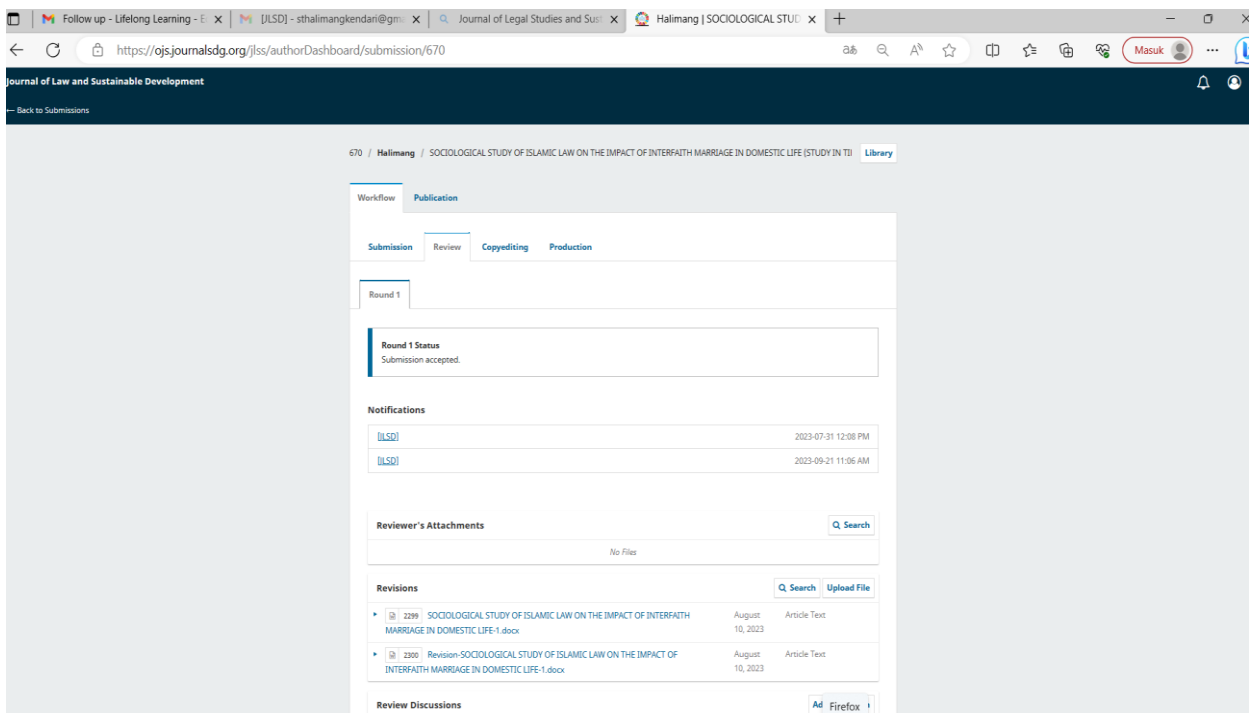 Follow up - Lifelong Learning - E
[JLSD] - sthalimangkendari@gm
Journal of Legal Studies and Sus
Halimang | SOCIOLOGICAL STUD
https://ojs.journalsdg.org/jlss/authorDashboard/submission/670
Masuk
Journal of Law and Sustainable Development
← Back to Submissions
670 / Halimang / SOCIOLOGICAL STUDY OF ISLAMIC LAW ON THE IMPACT OF INTERFAITH MARRIAGE IN DOMESTIC LIFE (STUDY IN TI Library
Workflow Publication
Submission Review Copyediting Production
Round 1
Round 1 Status
Submission accepted.
Notifications
[JLSD] 2023-07-31 12:08 PM
[JLSD] 2023-09-21 11:06 AM
Reviewer's Attachments Search
No Files
Revisions Search Upload File
2299 SOCIOLOGICAL STUDY OF ISLAMIC LAW ON THE IMPACT OF INTERFAITH August Article Text
MARRIAGE IN DOMESTIC LIFE-1.docx 10, 2023
2300 Revision-SOCIOLOGICAL STUDY OF ISLAMIC LAW ON THE IMPACT OF August Article Text
INTERFAITH MARRIAGE IN DOMESTIC LIFE-1.docx 10, 2023
Review Discussions Ad Firefox